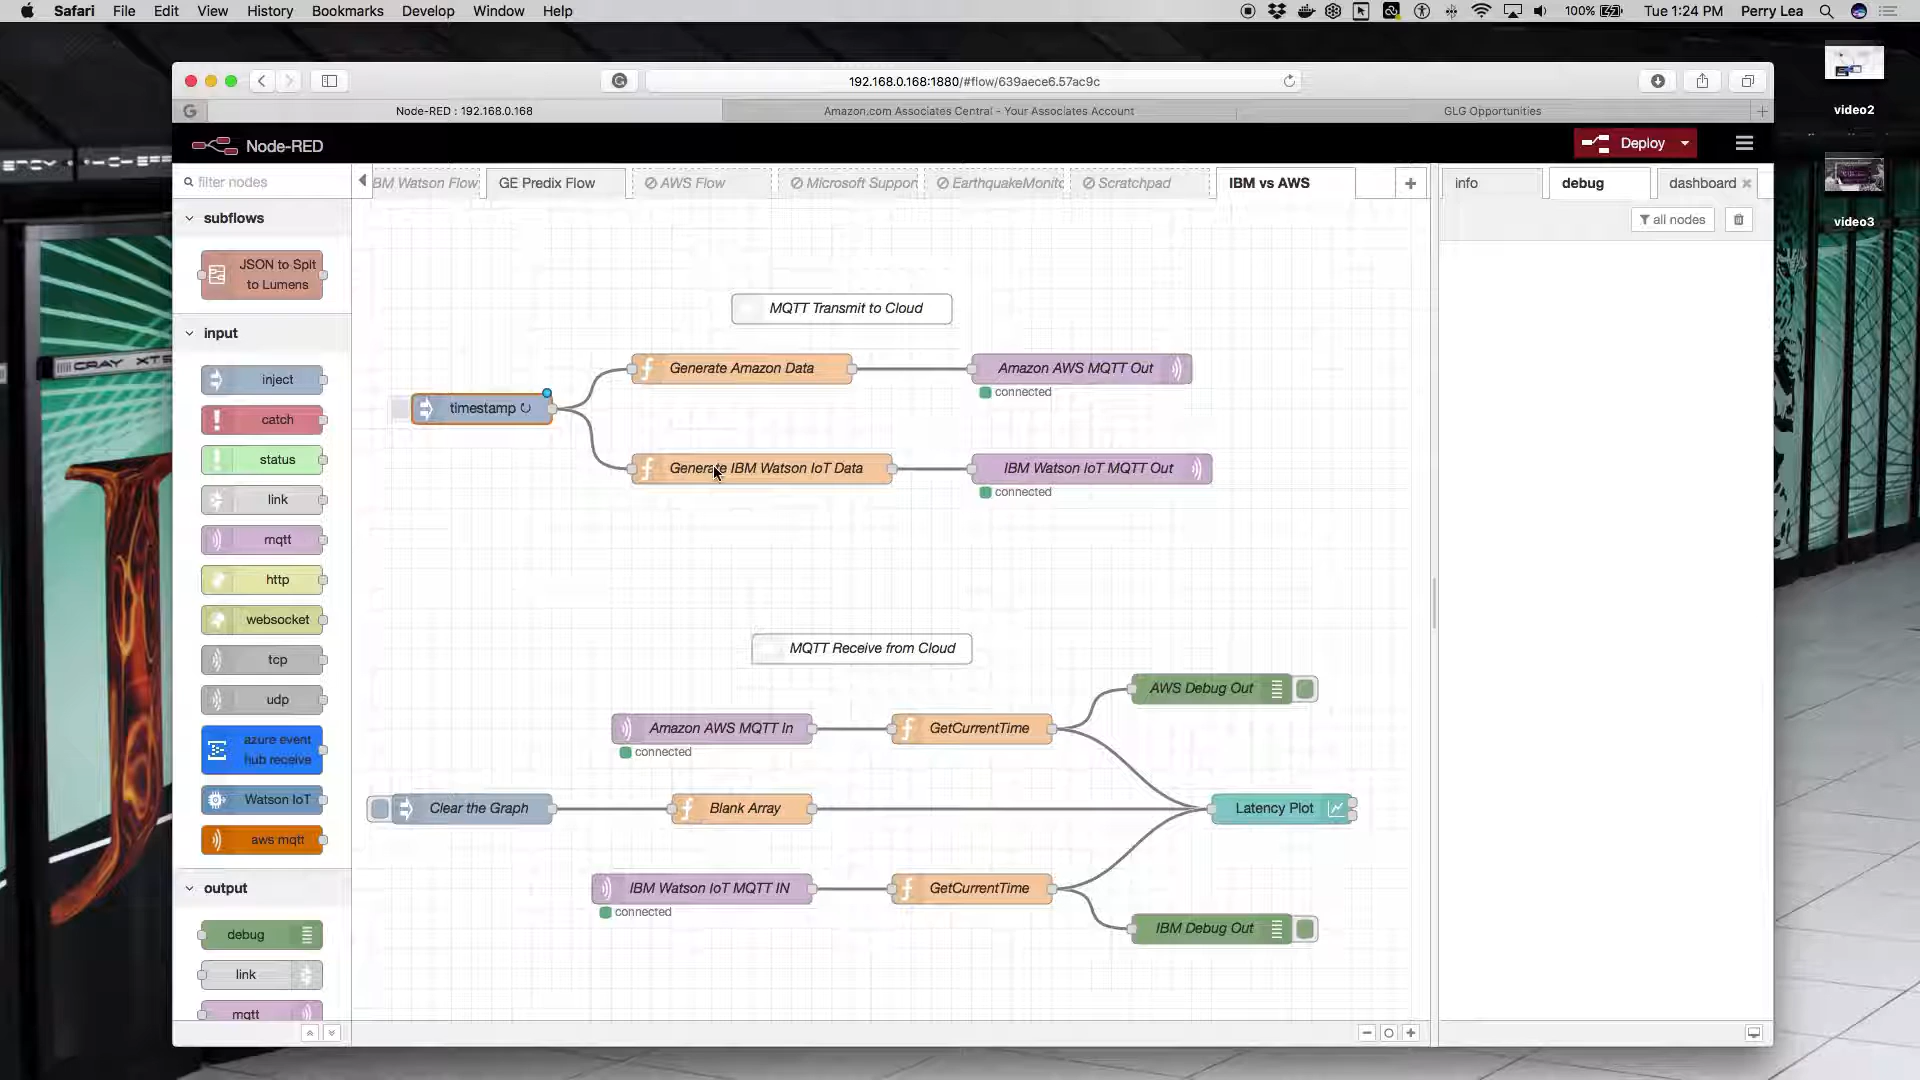 Safari File Edit View History Bookmarks Develop Window Help 100% Tue 1:24 PM Perry Lea
192.168.0.168:1880/#flow/639aece6.57ac9c
Node-RED : 192.168.0.168 Amazon.com Associates Central - Your Associates Account GLG Opportunities
video2
video3
Node-RED Deploy
filter nodes
BM Watson Flow GE Predix Flow AWS Flow Microsoft Suppor EarthquakeMonito Scratchpad IBM vs AWS
info debug dashboard
all nodes
subflows
JSON to Spit
to Lumens
input
inject
catch
status
link
mqtt
http
websocket
tcp
udp
azure event
hub receive
Watson IoT
aws mqtt
output
debug
link
mqtt
MQTT Transmit to Cloud
timestamp
Generate Amazon Data
Amazon AWS MQTT Out
connected
Generate IBM Watson IoT Data
IBM Watson IoT MQTT Out
connected
MQTT Receive from Cloud
AWS Debug Out
Amazon AWS MQTT In
connected
GetCurrentTime
Clear the Graph
Blank Array
Latency Plot
IBM Watson IoT MQTT IN
connected
GetCurrentTime
IBM Debug Out